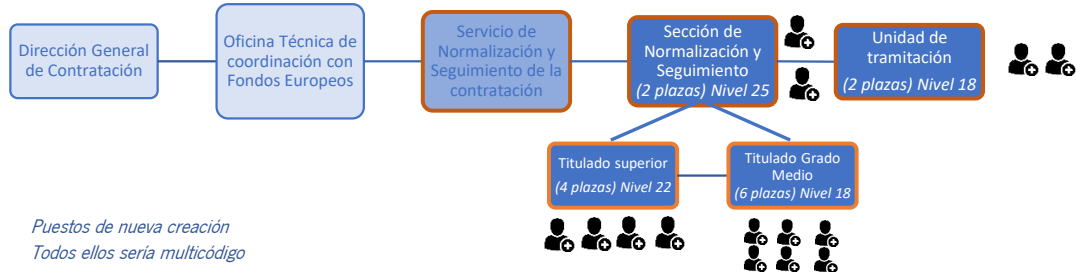 Dirección General
de Contratación
Oficina Técnica de
coordinación con
Fondos Europeos
Servicio de
Normalización y
Seguimiento de la
contratación
Sección de
Normalización y
Seguimiento
(2 plazas) Nivel 25
Unidad de
tramitación
(2 plazas) Nivel 18
Titulado superior
(4 plazas) Nivel 22
Titulado Grado
Medio
(6 plazas) Nivel 18
Puestos de nueva creación
Todos ellos sería multicódigo